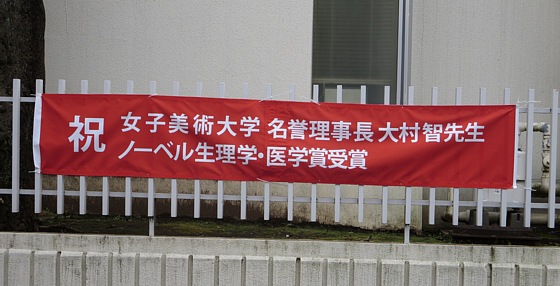 祝 女子美術大学 名誉理事長 大村智先生
ノーベル生理学・医学賞受賞